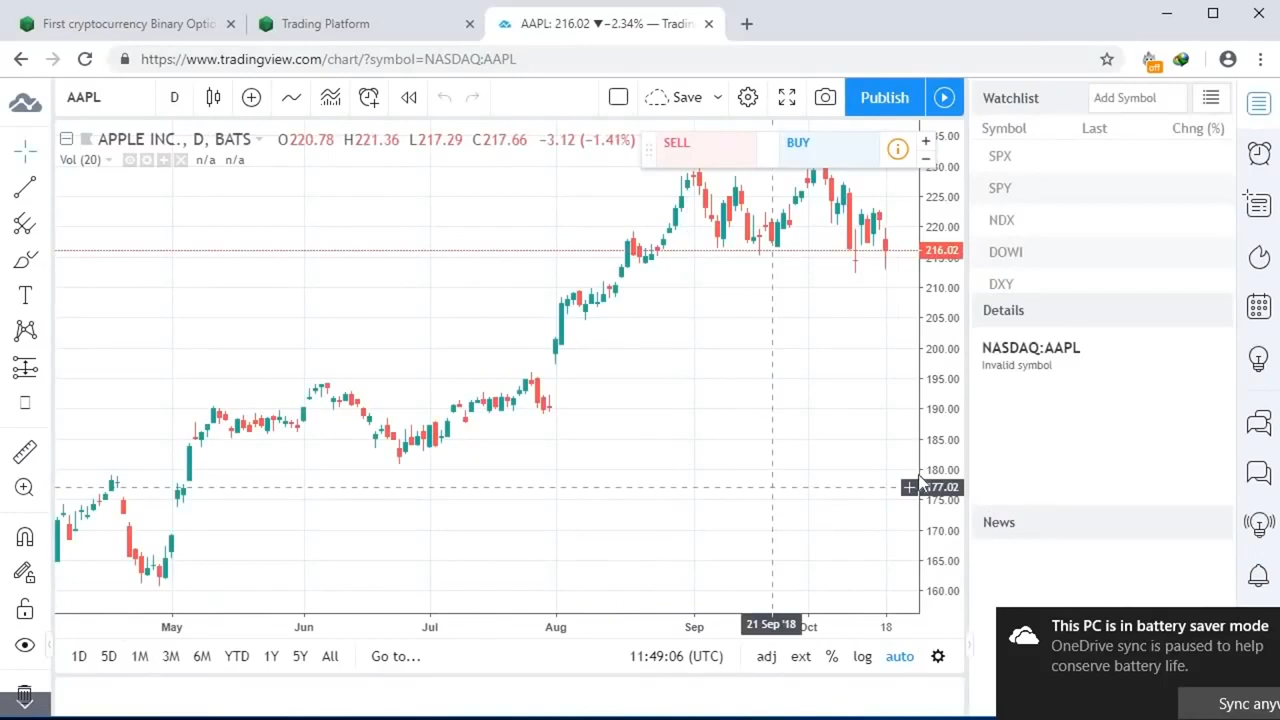 First cryptocurrency Binary Optio
Trading Platform
AAPL: 216.02 ▼−2.34% — Tradin
https://www.tradingview.com/chart/?symbol=NASDAQ:AAPL
off
AAPL
D
Save
Publish
Watchlist
Add Symbol
Symbol Last Chng (%)
SPX
SPY
NDX
DOWI
DXY
Details
NASDAQ:AAPL
Invalid symbol
News
APPLE INC., D, BATS O220.78 H221.36 L217.29 C217.66 −3.12 (−1.41%)
Vol (20) n/a n/a
SELL
BUY
35.00
230.00
225.00
220.00
216.02
215.00
210.00
205.00
200.00
195.00
190.00
185.00
180.00
177.02
175.00
170.00
165.00
160.00
May Jun Jul Aug Sep 21 Sep '18 Oct 18
1D 5D 1M 3M 6M YTD 1Y 5Y All Go to... 11:49:06 (UTC) adj ext % log auto
This PC is in battery saver mode
OneDrive sync is paused to help
conserve battery life.
Sync anyw